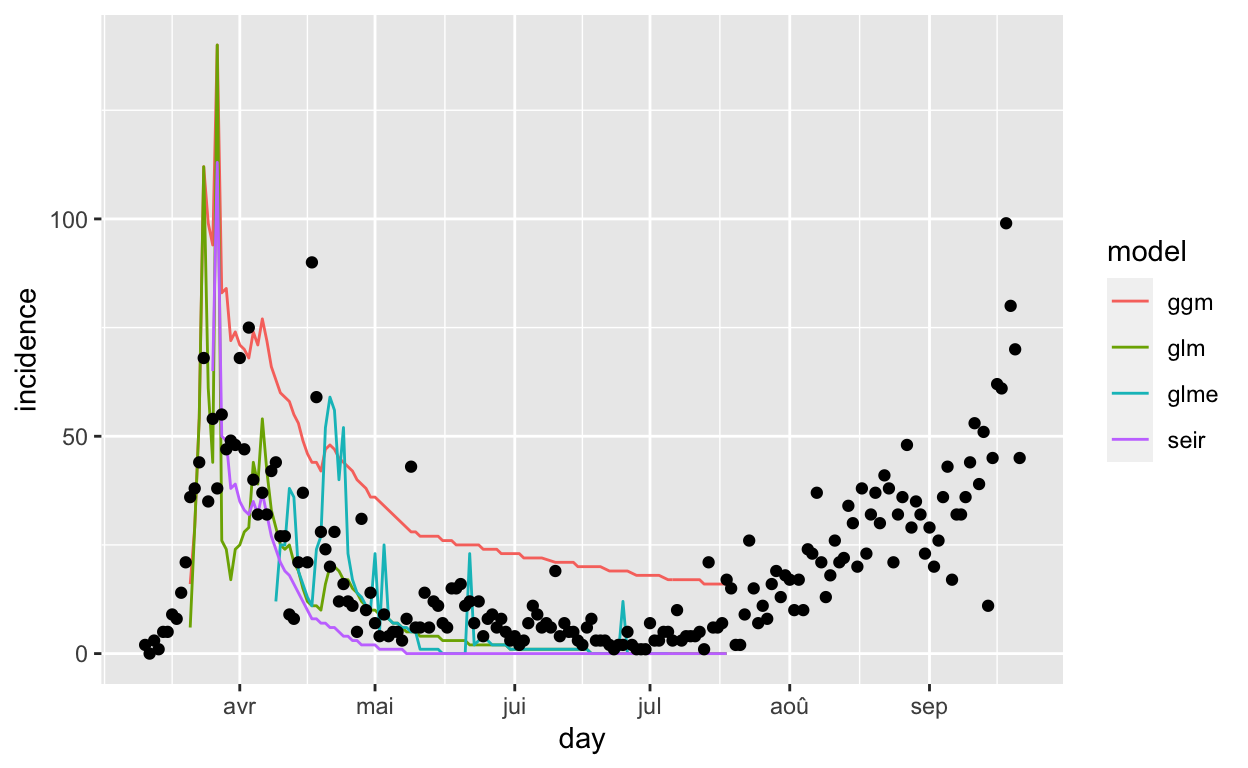 incidence
100
50
0
avr
mai
jui
jul
aoû
sep
day
model
ggm
glm
glme
seir